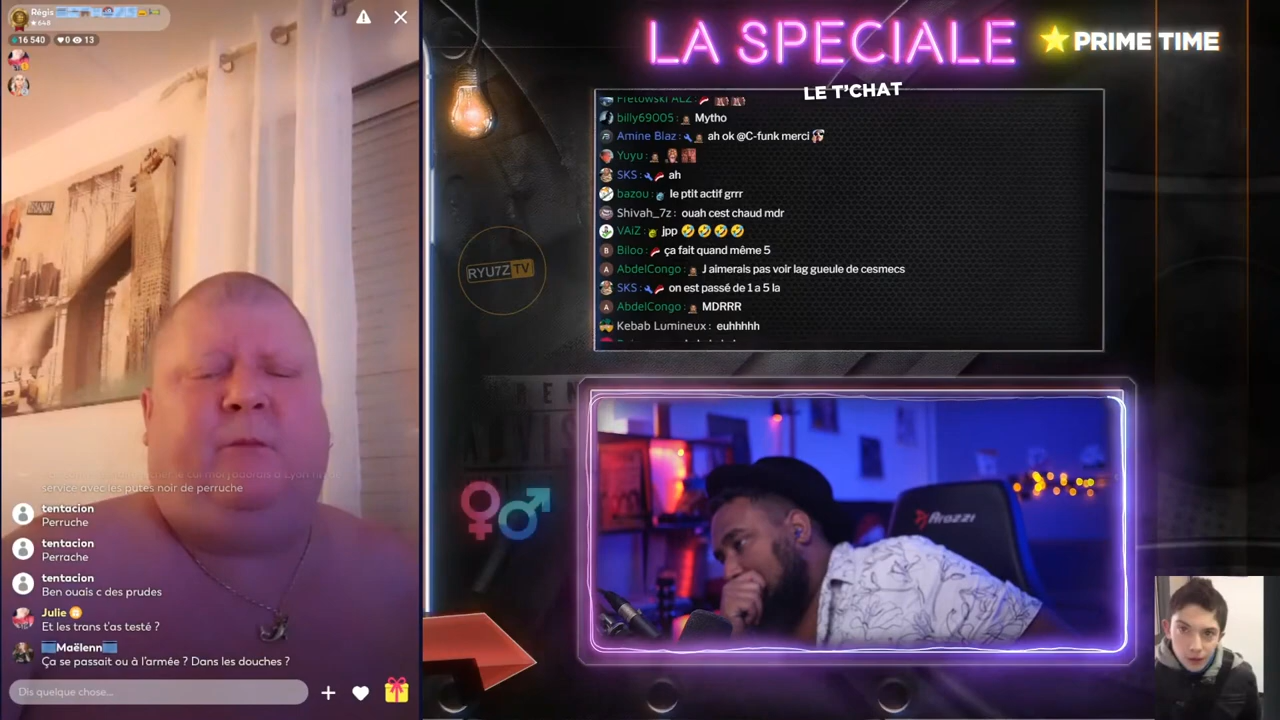 Régis
648
16 540
0
13
BROADWAY
service avec les putes noir de perruche
tentacion
Perruche
tentacion
Perrache
tentacion
Ben ouais c des prudes
Julie
Et les trans t'as testé ?
Maëlenn
Ça se passait ou à l'armée ? Dans les douches ?
Dis quelque chose...
LA SPECIALE
PRIME TIME
LE T'CHAT
Fretowski ALZ :
billy69005 : Mytho
Amine Blaz : ah ok @C-funk merci
Yuyu :
SKS : ah
bazou : le ptit actif grrr
Shivah_7z : ouah cest chaud mdr
VAiZ : jpp
Biloo : ça fait quand même 5
AbdelCongo : J aimerais pas voir lag gueule de cesmecs
SKS : on est passé de 1 a 5 la
AbdelCongo : MDRRR
Kebab Lumineux : euhhhhh
RYU7Z TV
Arozzi